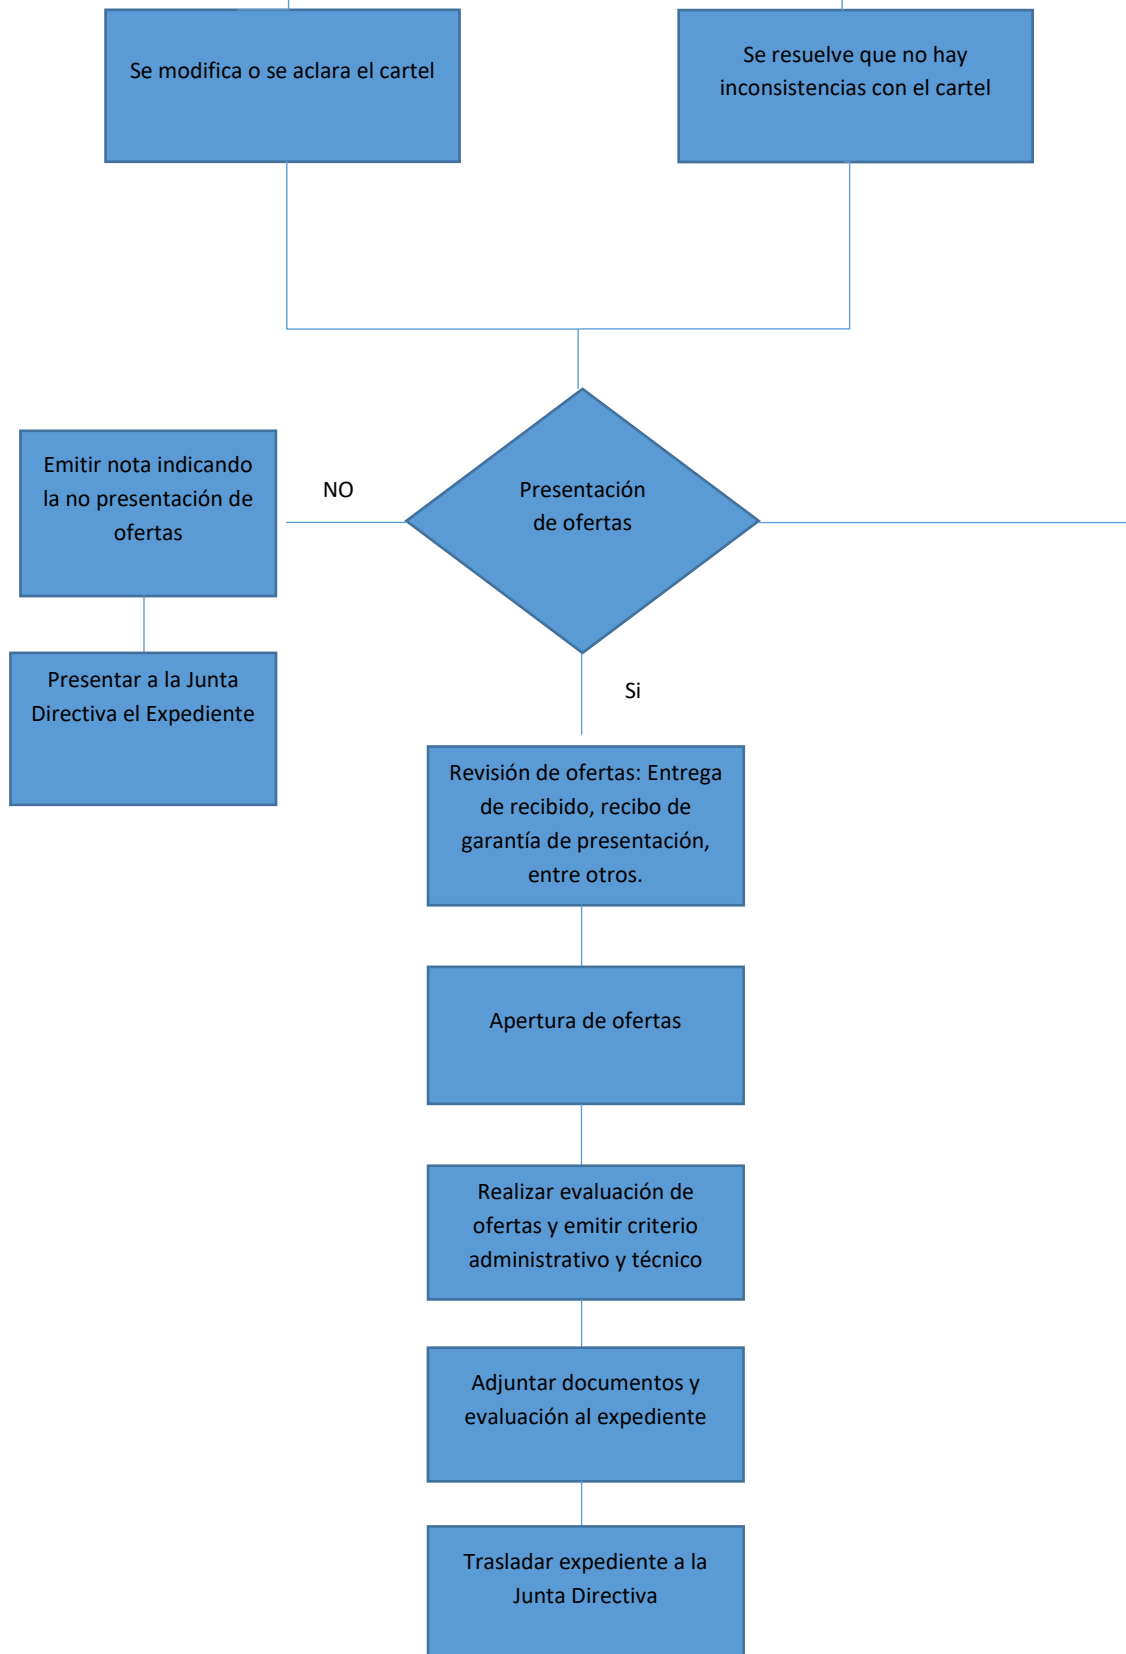 Se modifica o se aclara el cartel
Se resuelve que no hay
inconsistencias con el cartel
Emitir nota indicando
la no presentación de
ofertas
NO
Presentación
de ofertas
Presentar a la Junta
Directiva el Expediente
Si
Revisión de ofertas: Entrega
de recibido, recibo de
garantía de presentación,
entre otros.
Apertura de ofertas
Realizar evaluación de
ofertas y emitir criterio
administrativo y técnico
Adjuntar documentos y
evaluación al expediente
Trasladar expediente a la
Junta Directiva